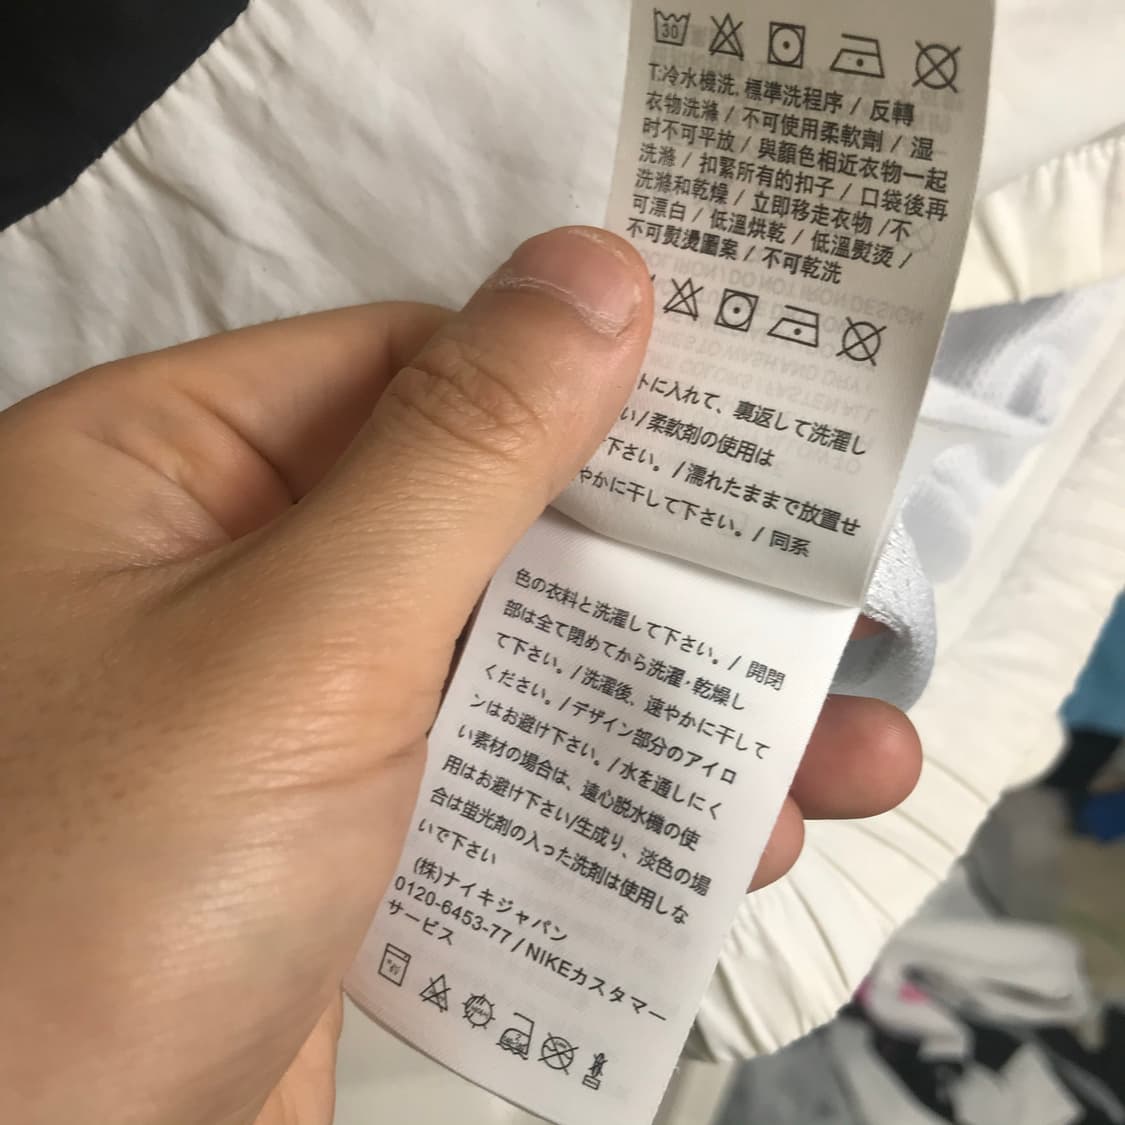 30
T:冷水機洗, 標準洗程序 / 反轉
衣物洗滌 / 不可使用柔軟劑 / 湿
时不可平放 / 與顏色相近衣物一起
洗滌 / 扣緊所有的扣子 / 口袋後再
洗滌和乾燥 / 立即移走衣物 /不
可漂白 / 低溫烘乾 / 低溫熨烫 /
不可熨燙圖案 / 不可乾洗
トに入れて、裏返して洗濯し
い/柔軟剤の使用は
下さい。/濡れたままで放置せ
やかに干して下さい。/ 同系
色の衣料と洗濯して下さい。/ 開閉
部は全て閉めてから洗濯・乾燥し
て下さい。/洗濯後、速やかに干して
ください。/デザイン部分のアイロ
ンはお避け下さい。/水を通しにく
い素材の場合は、遠心脱水機の使
用はお避け下さい/生成り、淡色の場
合は蛍光剤の入った洗剤は使用しな
いで下さい
(株)ナイキジャパン
0120-6453-77 / NIKEカスタマー
サービス